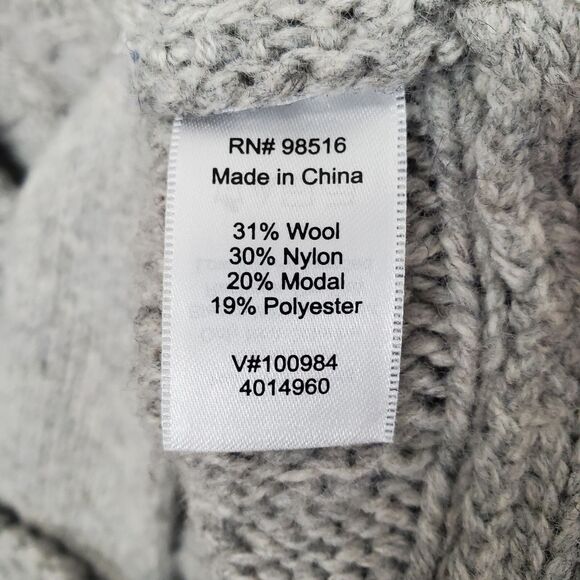 RN# 98516
Made in China
31% Wool
30% Nylon
20% Modal
19% Polyester
V#100984
4014960